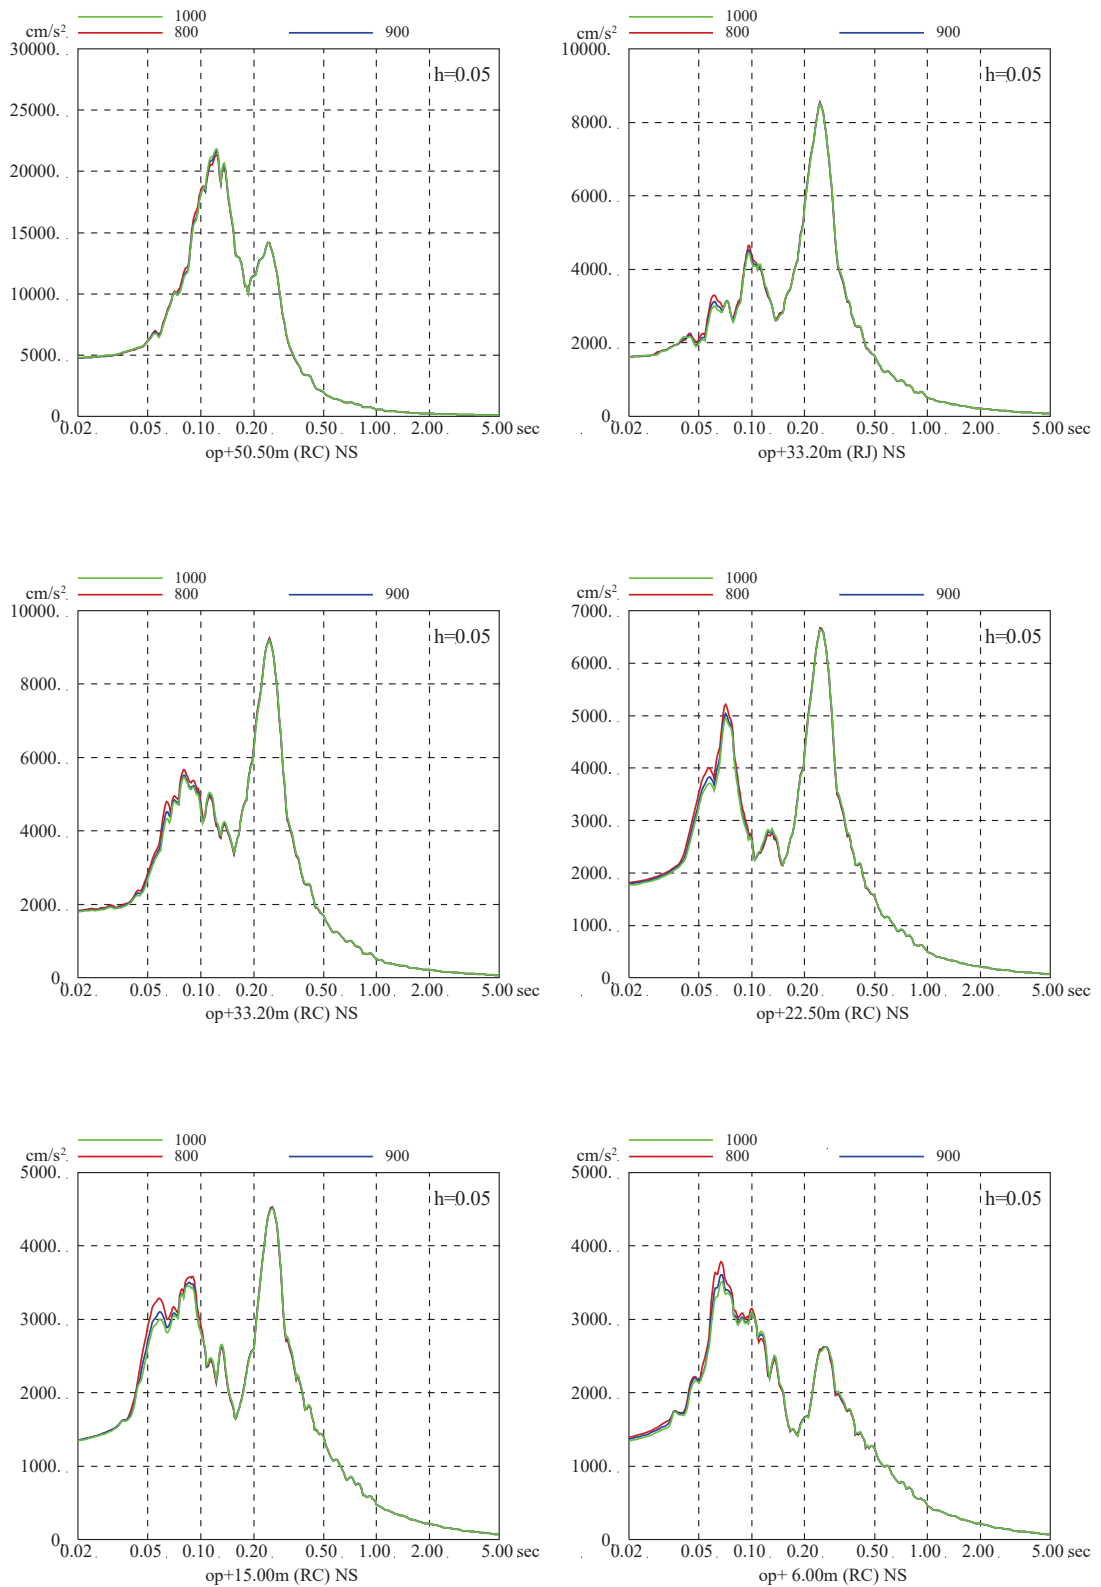 1000
cm/s². 800 900
30000.
h=0.05
25000.
20000.
15000.
10000.
5000.
0.
0.02 0.05 0.10 0.20 0.50 1.00 2.00 5.00 sec
op+50.50m (RC) NS
1000
cm/s². 800 900
10000.
h=0.05
8000.
6000.
4000.
2000.
0.
0.02 0.05 0.10 0.20 0.50 1.00 2.00 5.00 sec
op+33.20m (RJ) NS
1000
cm/s². 800 900
10000.
h=0.05
8000.
6000.
4000.
2000.
0.
0.02 0.05 0.10 0.20 0.50 1.00 2.00 5.00 sec
op+33.20m (RC) NS
1000
cm/s². 800 900
7000.
h=0.05
6000.
5000.
4000.
3000.
2000.
1000.
0.
0.02 0.05 0.10 0.20 0.50 1.00 2.00 5.00 sec
op+22.50m (RC) NS
1000
cm/s². 800 900
5000.
h=0.05
4000.
3000.
2000.
1000.
0.
0.02 0.05 0.10 0.20 0.50 1.00 2.00 5.00 sec
op+15.00m (RC) NS
1000
cm/s². 800 900
5000.
h=0.05
4000.
3000.
2000.
1000.
0.
0.02 0.05 0.10 0.20 0.50 1.00 2.00 5.00 sec
op+ 6.00m (RC) NS